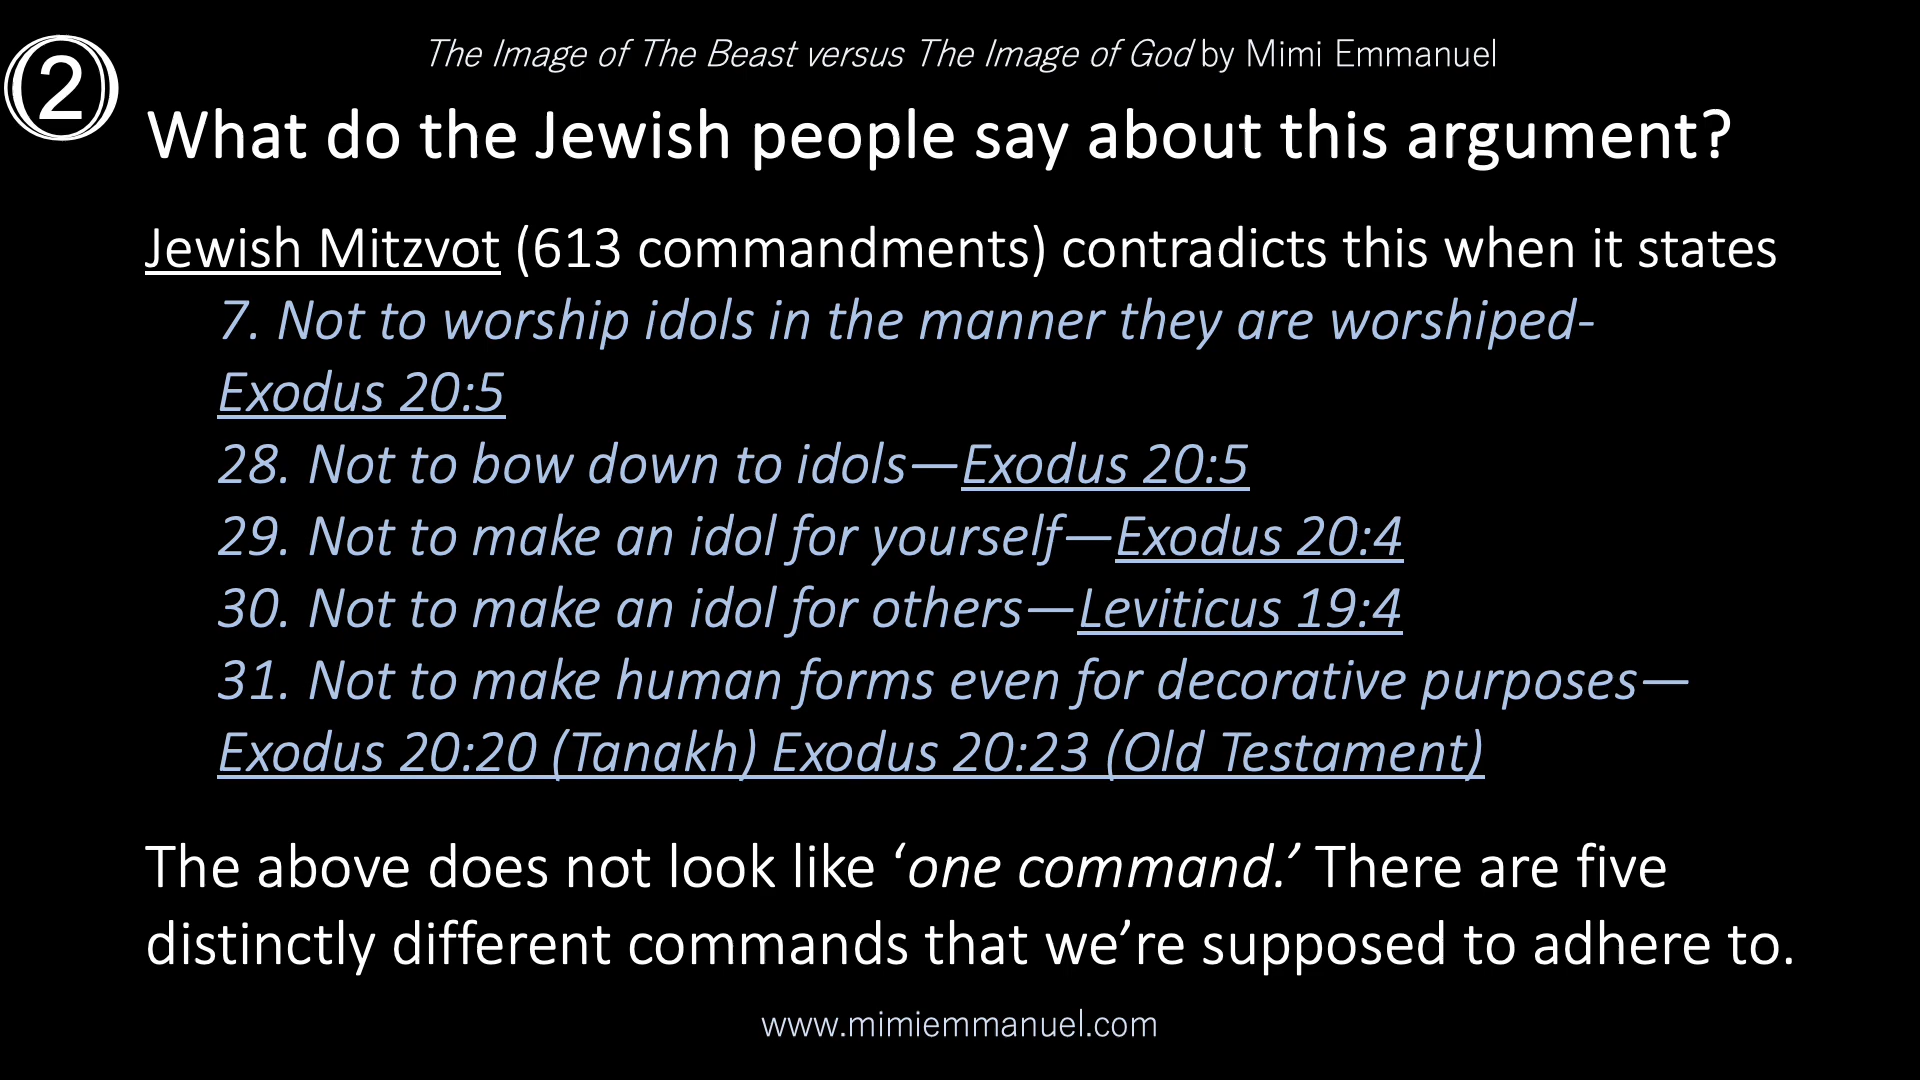 2
The Image of The Beast versus The Image of God by Mimi Emmanuel
What do the Jewish people say about this argument?
Jewish Mitzvot (613 commandments) contradicts this when it states
7. Not to worship idols in the manner they are worshiped-
Exodus 20:5
28. Not to bow down to idols—Exodus 20:5
29. Not to make an idol for yourself—Exodus 20:4
30. Not to make an idol for others—Leviticus 19:4
31. Not to make human forms even for decorative purposes—
Exodus 20:20 (Tanakh) Exodus 20:23 (Old Testament)
The above does not look like ‘one command.’ There are five
distinctly different commands that we’re supposed to adhere to.
www.mimiemmanuel.com